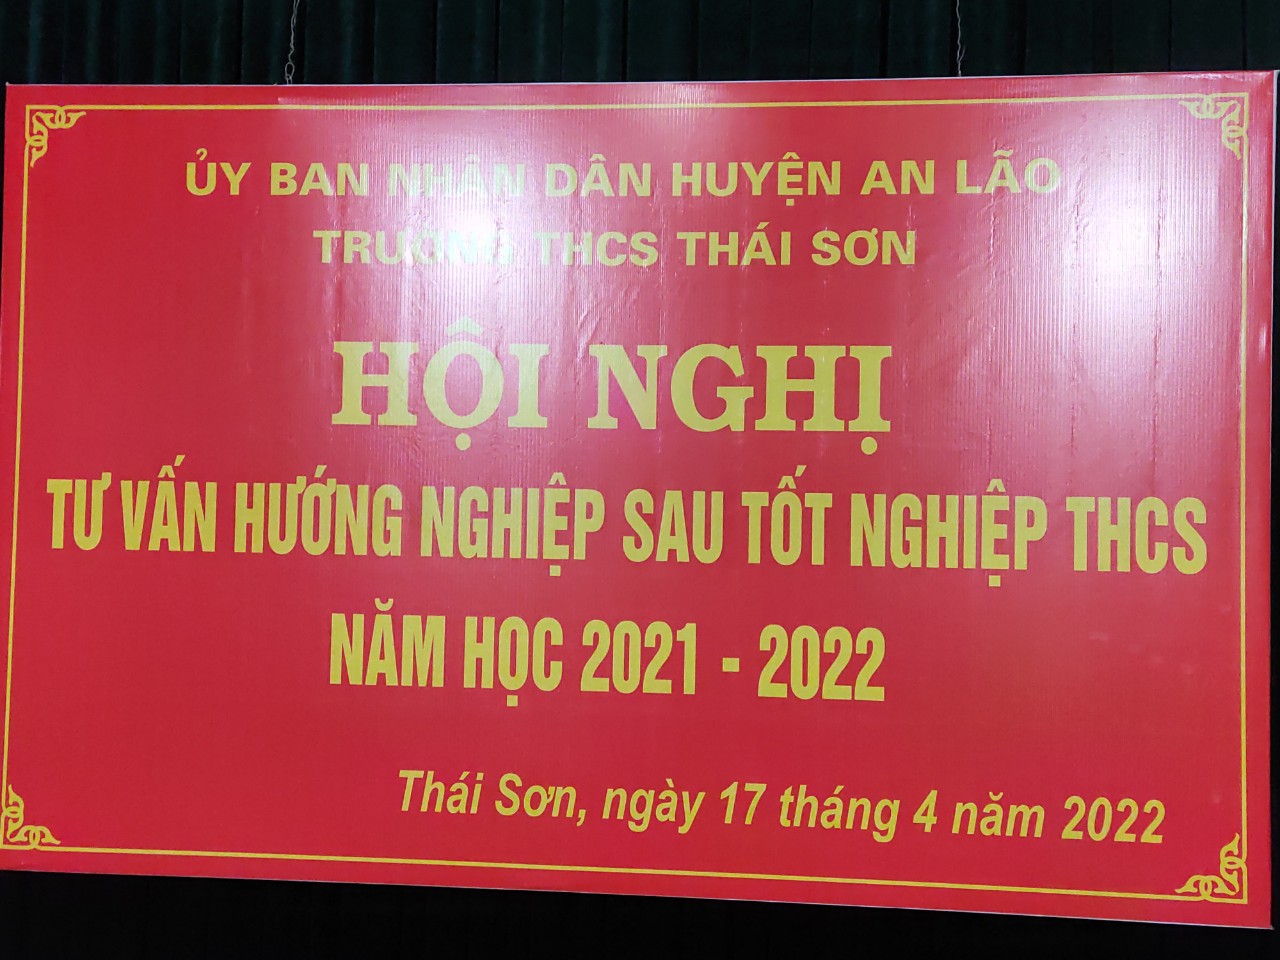 ỦY BAN NHÂN DÂN HUYỆN AN LÃO
TRƯỜNG THCS THÁI SƠN
HỘI NGHỊ
TƯ VẤN HƯỚNG NGHIỆP SAU TỐT NGHIỆP THCS
NĂM HỌC 2021 - 2022
Thái Sơn, ngày 17 tháng 4 năm 2022